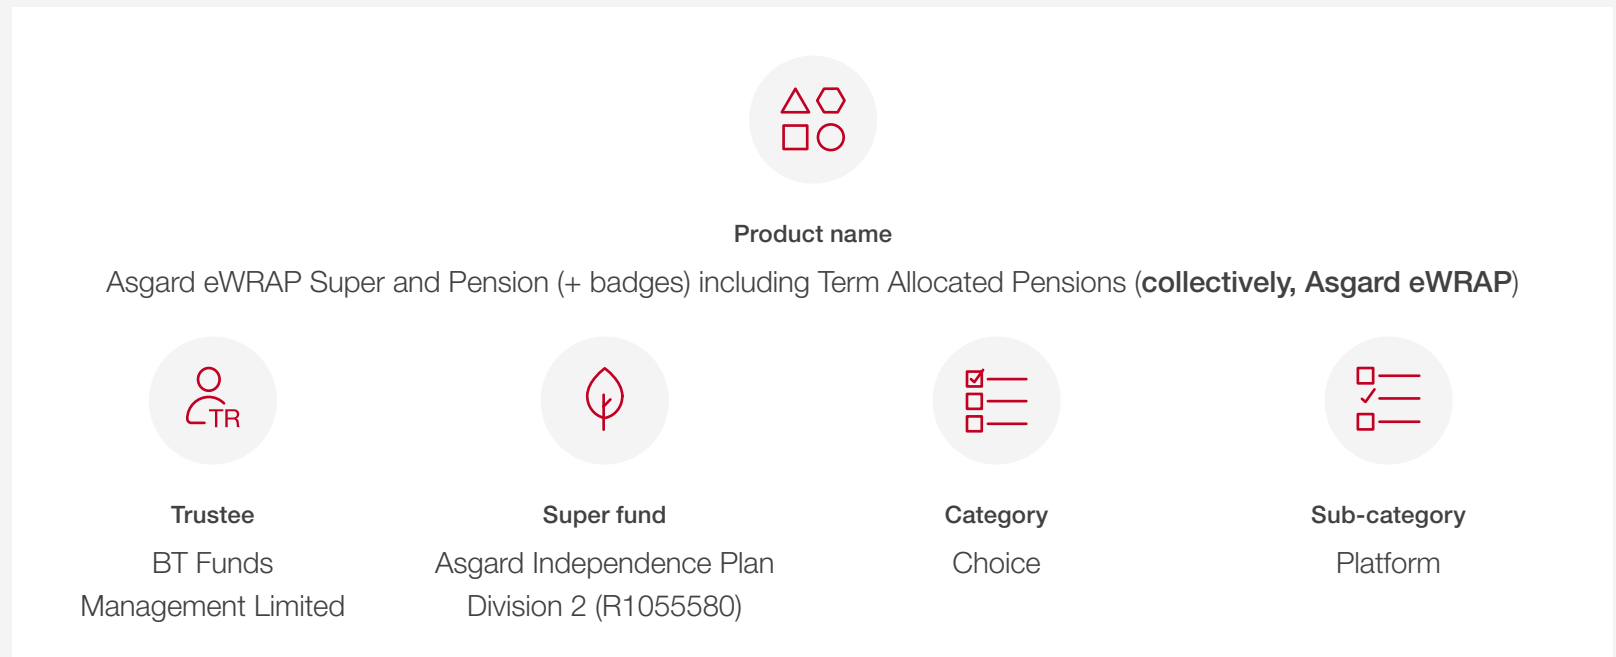 Product name
Asgard eWRAP Super and Pension (+ badges) including Term Allocated Pensions (collectively, Asgard eWRAP)
TR
Trustee
BT Funds
Management Limited
Super fund
Asgard Independence Plan
Division 2 (R1055580)
Category
Choice
Sub-category
Platform